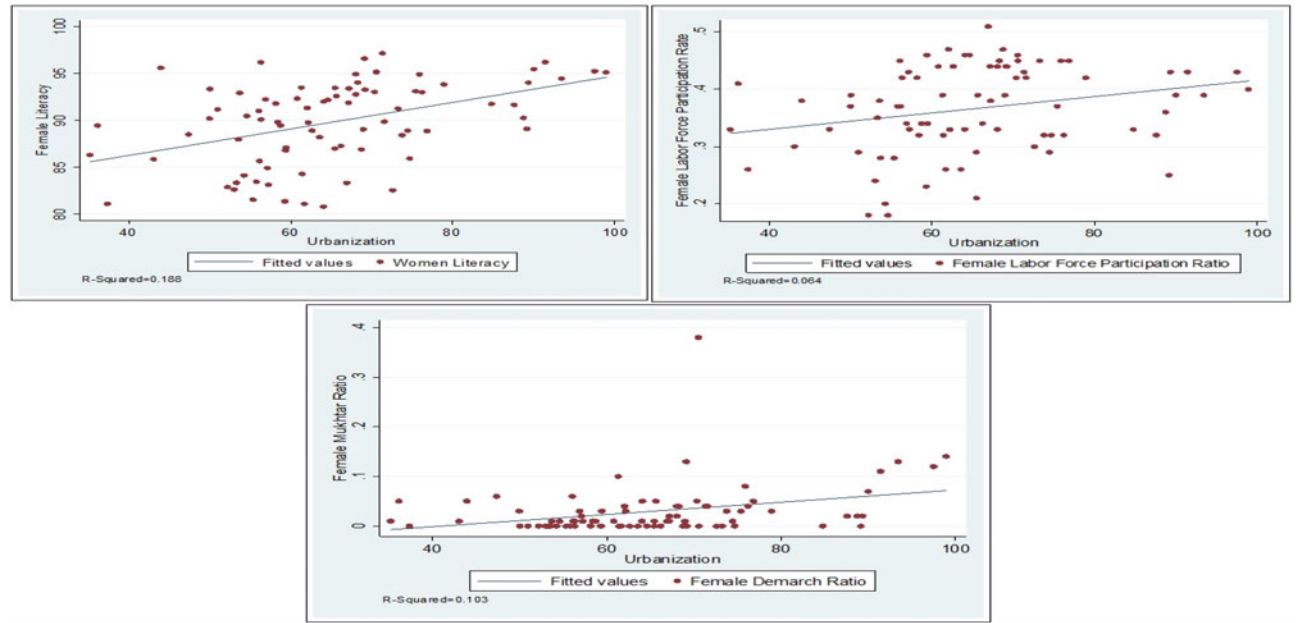 Female Literacy
100
95
90
85
80
40 60 80 100
Urbanization
Fitted values Women Literacy
R-Squared=0.188
Female Labor Force Participation Rate
.5
.4
.3
.2
40 60 80 100
Urbanization
Fitted values Female Labor Force Participation Ratio
R-Squared=0.064
Female Mukhtar Ratio
.4
.3
.2
.1
0
40 60 80 100
Urbanization
Fitted values Female Demarch Ratio
R-Squared=0.103